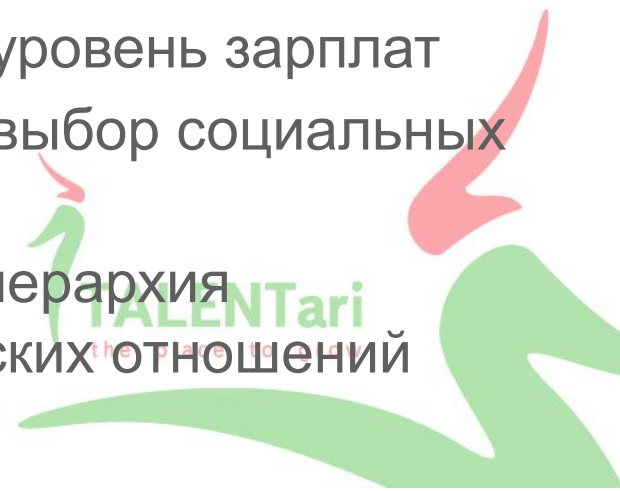 уровень зарплат
выбор социальных
иерархия
TALENTari
ских отношений
the place to grow